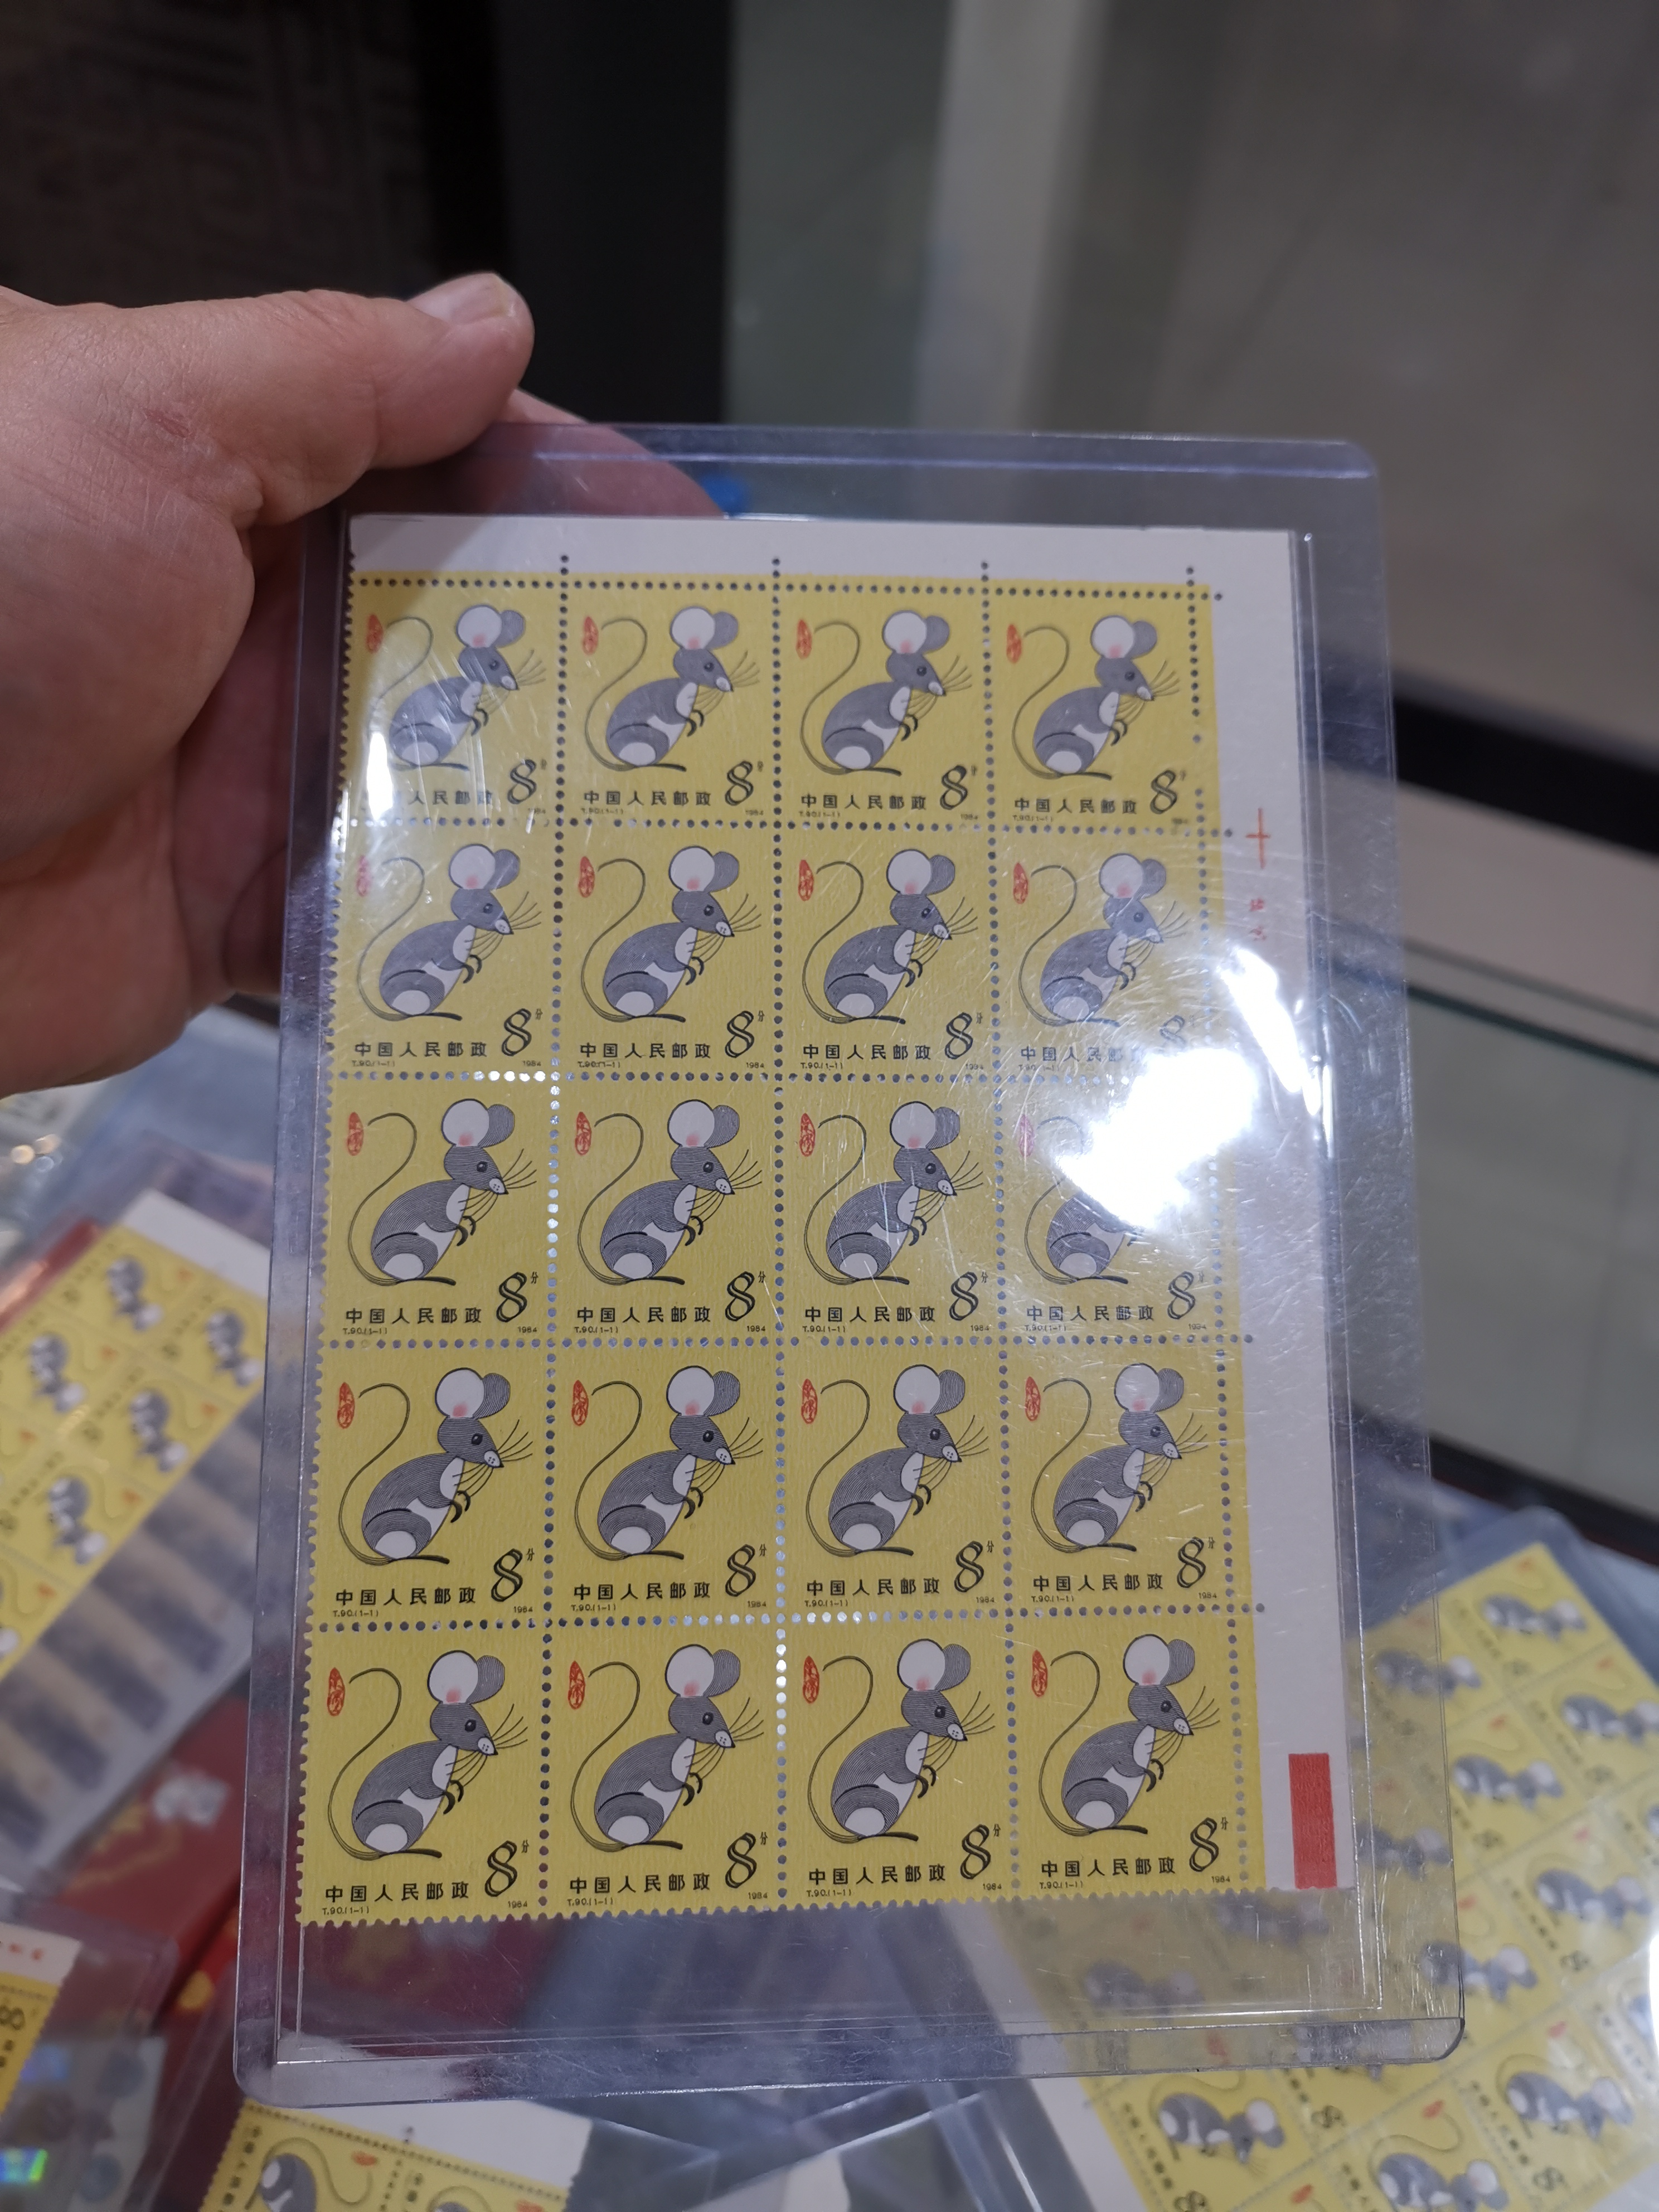 8分 8分 8分 8分
人民邮政 中国人民邮政 中国人民邮政 中国人民邮政
1984 T.90.(1-1) 1984 T.90.(1-1) 1984 T.90.(1-1) 1984
8分 8分 8分 8分
中国人民邮政 中国人民邮政 中国人民邮政 中国人民
T.90.(1-1) 1984 T.90.(1-1) 1984 T.90.(1-1) 1984 T.90.(1-1)
8分 8分 8分 8分
中国人民邮政 中国人民邮政 中国人民邮政 中国人民邮政
T.90.(1-1) 1984 T.90.(1-1) 1984 T.90.(1-1) 1984 T.90.(1-1) 1984
8分 8分 8分 8分
中国人民邮政 中国人民邮政 中国人民邮政 中国人民邮政
T.90.(1-1) 1984 T.90.(1-1) 1984 T.90.(1-1) 1984 T.90.(1-1) 1984
8分 8分 8分 8分
中国人民邮政 中国人民邮政 中国人民邮政 中国人民邮政
T.90.(1-1) 1984 T.90.(1-1) 1984 T.90.(1-1) 1984 T.90.(1-1) 1984